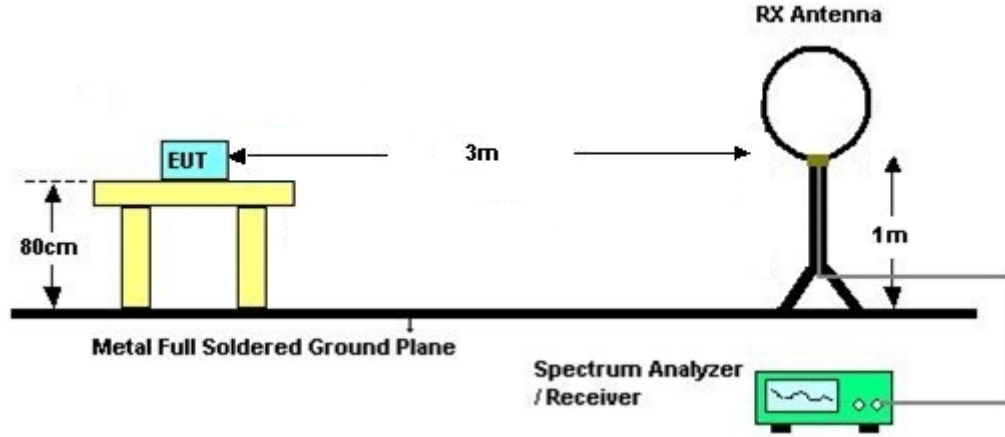 RX Antenna
EUT
3m
80cm
1m
Metal Full Soldered Ground Plane
Spectrum Analyzer
/ Receiver